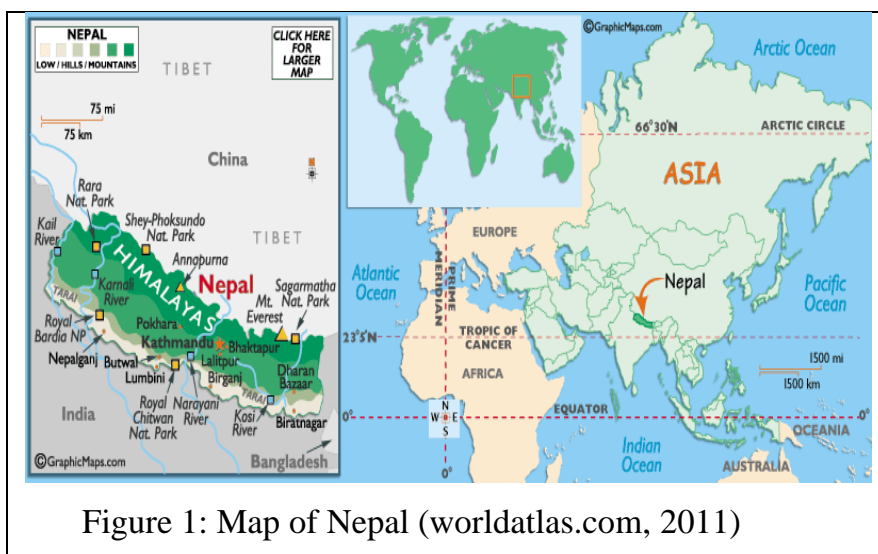 NEPAL
LOW / HILLS / MOUNTAINS
CLICK HERE
FOR
LARGER
MAP
TIBET
75 mi
75 km
China
Rara
Nat. Park
Shey-Phoksundo
Nat. Park
TIBET
Kail
River
Annapurna
HIMALAYAS
Nepal
Sagarmatha
Nat. Park
Mt.
Everest
Karnali
River
TARAI
Royal
Bardia NP
Pokhara
Kathmandu
Bhaktapur
Nepalganj
Butwal
Lalitpur
Lumbini
Birganj
Dharan
Bazaar
TARAI
India
Royal
Chitwan
Nat. Park
Narayani
River
Kosi
River
Biratnagar
Bangladesh
©GraphicMaps.com
©GraphicMaps.com
Arctic Ocean
66°30'N
ARCTIC CIRCLE
ASIA
EUROPE
Atlantic
Ocean
PRIME
MERIDIAN
Nepal
Pacific
Ocean
23°5'N
TROPIC OF
CANCER
AFRICA
1500 mi
1500 km
0°
N
W E
S
EQUATOR
0°
OCEANIA
Indian
Ocean
AUSTRALIA
0°
Figure 1: Map of Nepal (worldatlas.com, 2011)